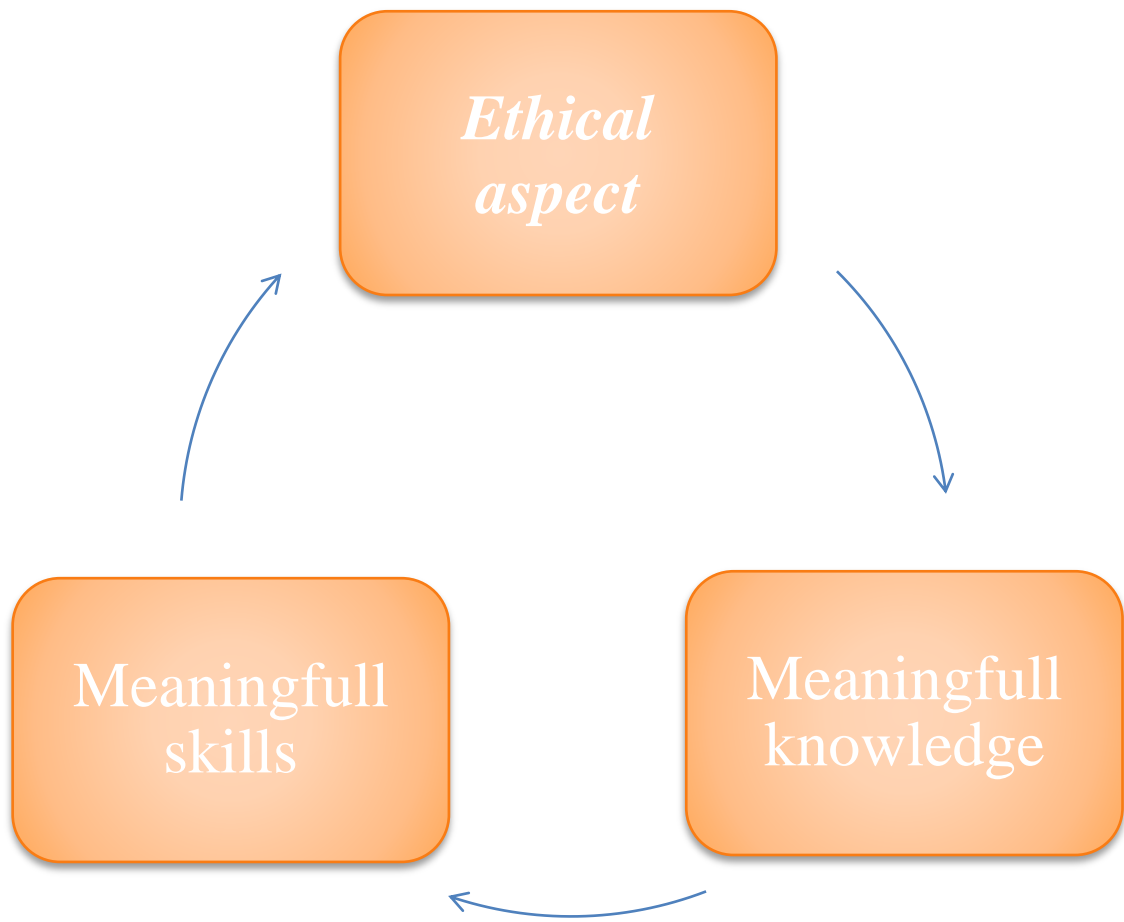 Ethical
aspect
Meaningfull
skills
Meaningfull
knowledge